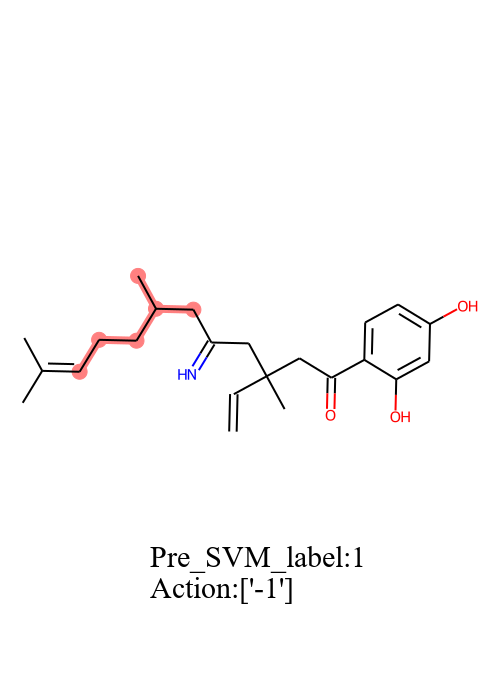 OH
HN
O
OH
Pre_SVM_label:1
Action:['-1']